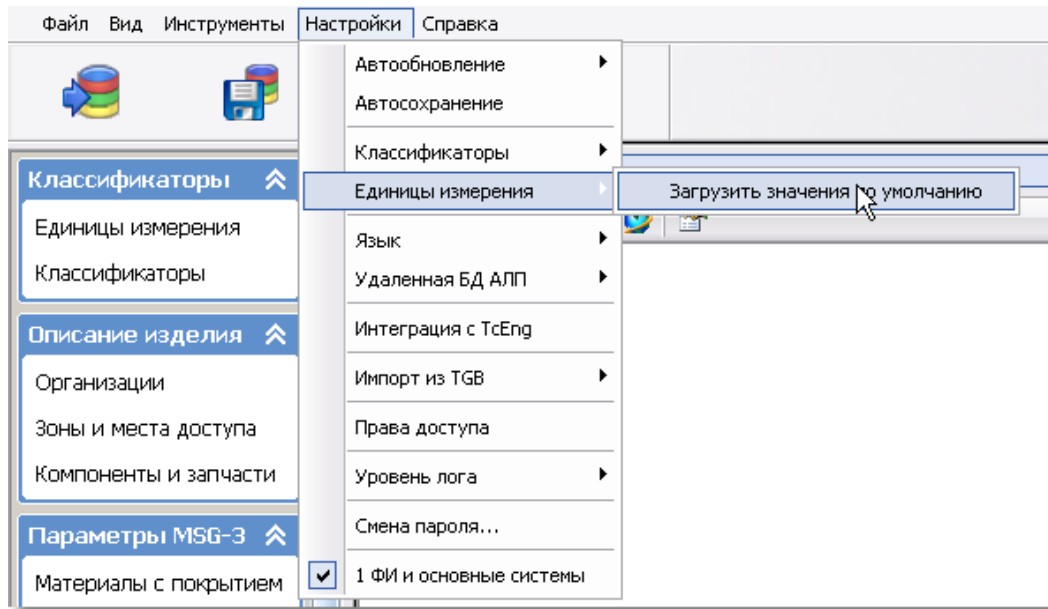 Файл Вид Инструменты Настройки Справка
Автообновление
Автосохранение
Классификаторы
Единицы измерения
Загрузить значения по умолчанию
Язык
Удаленная БД АЛП
Интеграция с TcEng
Импорт из TGB
Права доступа
Уровень лога
Смена пароля...
1 ФИ и основные системы
Классификаторы
Единицы измерения
Классификаторы
Описание изделия
Организации
Зоны и места доступа
Компоненты и запчасти
Параметры MSG-3
Материалы с покрытием